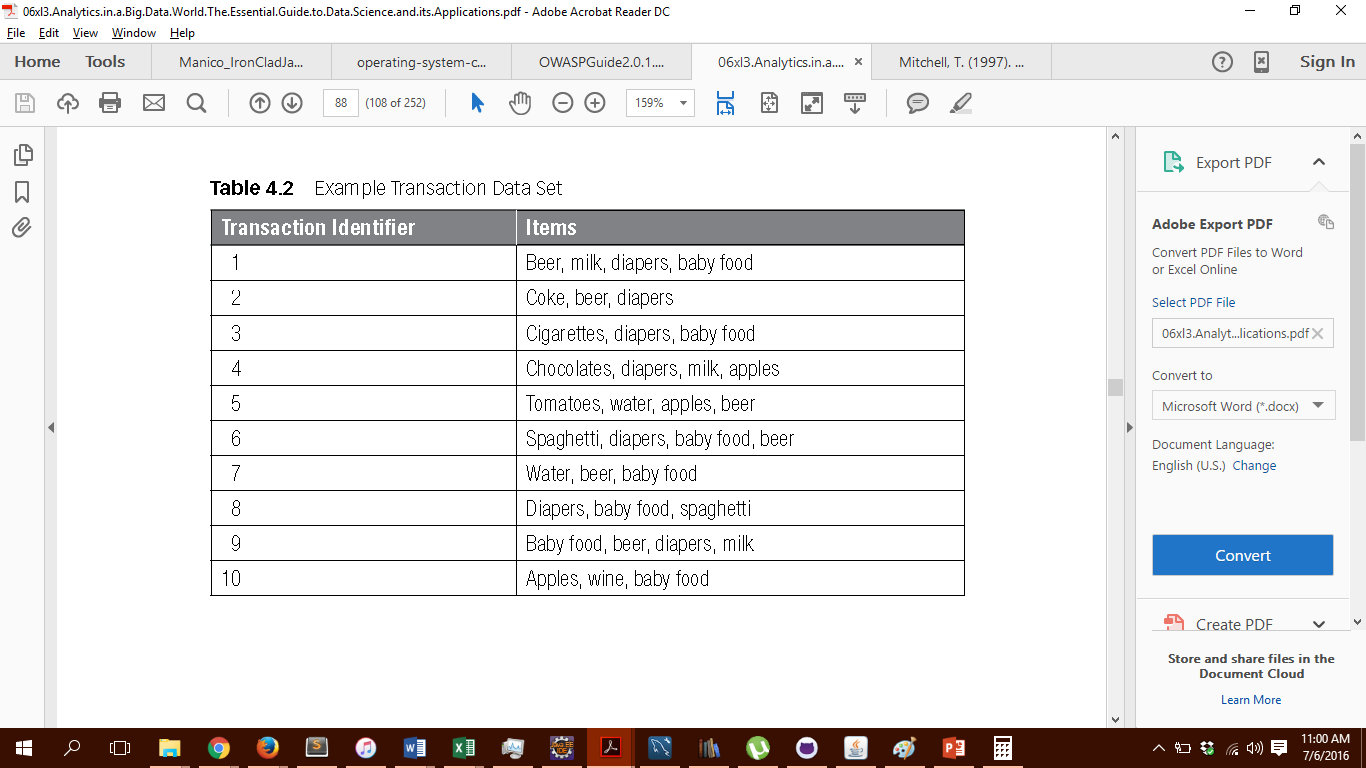 06xl3.Analytics.in.a.Big.Data.World.The.Essential.Guide.to.Data.Science.and.its.Applications.pdf - Adobe Acrobat Reader DC
File Edit View Window Help
Home Tools Manico_IronCladJa... operating-system-c... OWASPGuide2.0.1.... 06xl3.Analytics.in.a.... Mitchell, T. (1997). ... Sign In
88 (108 of 252) 159%
Table 4.2 Example Transaction Data Set
Transaction Identifier Items
1 Beer, milk, diapers, baby food
2 Coke, beer, diapers
3 Cigarettes, diapers, baby food
4 Chocolates, diapers, milk, apples
5 Tomatoes, water, apples, beer
6 Spaghetti, diapers, baby food, beer
7 Water, beer, baby food
8 Diapers, baby food, spaghetti
9 Baby food, beer, diapers, milk
10 Apples, wine, baby food
Export PDF
Adobe Export PDF
Convert PDF Files to Word
or Excel Online
Select PDF File
06xl3.Analyt...lications.pdf
Convert to
Microsoft Word (*.docx)
Document Language:
English (U.S.) Change
Convert
Create PDF
Store and share files in the
Document Cloud
Learn More
11:00 AM
7/6/2016